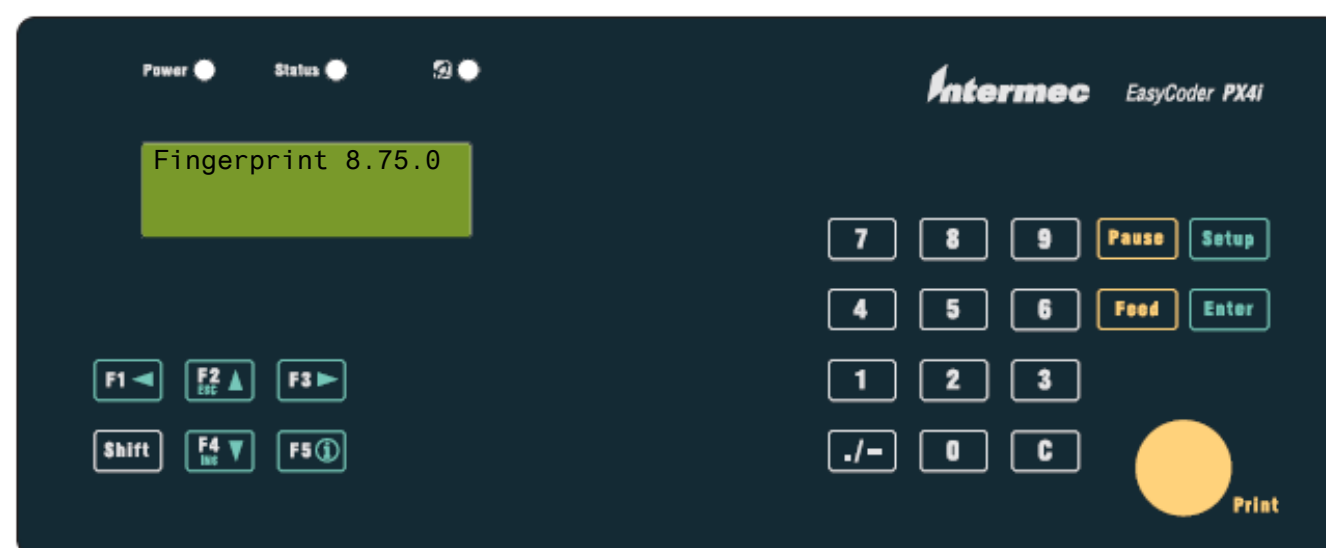 Power Status
Intermec EasyCoder PX4i
Fingerprint 8.75.0
7 8 9 Pause Setup
4 5 6 Feed Enter
F1 F2 ESC F3 1 2 3
Shift F4 INC F5 i ./- 0 C
Print